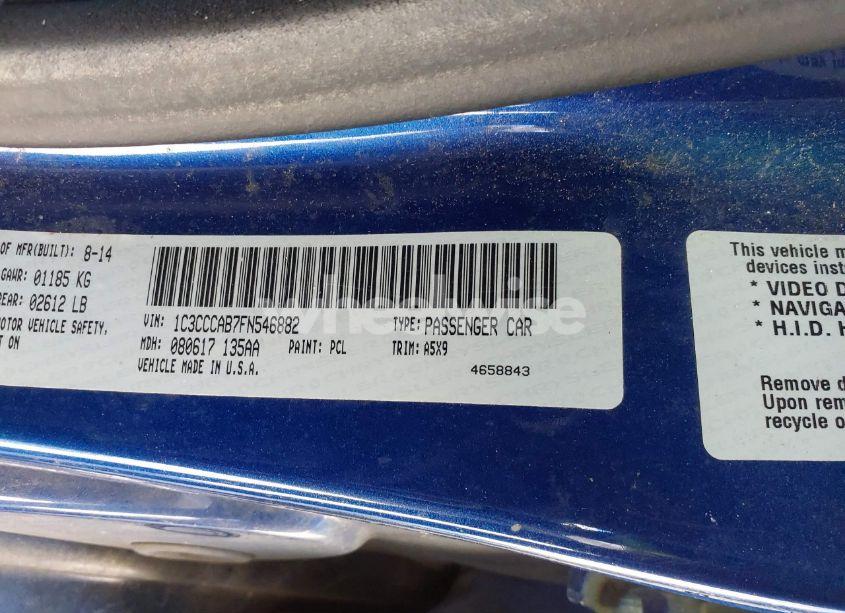 OF MFR(BUILT): 8-14
GAWR: 01185 KG
REAR: 02612 LB
MOTOR VEHICLE SAFETY,
T ON
VIN: 1C3CCCAB7FN546882
TYPE: PASSENGER CAR
MDH: 080617 135AA
PAINT: PCL
TRIM: A5X9
VEHICLE MADE IN U.S.A.
4658843
wheelwise
This vehicle m
devices inst
* VIDEO D
* NAVIGA
* H.I.D. H
Remove d
Upon rem
recycle o